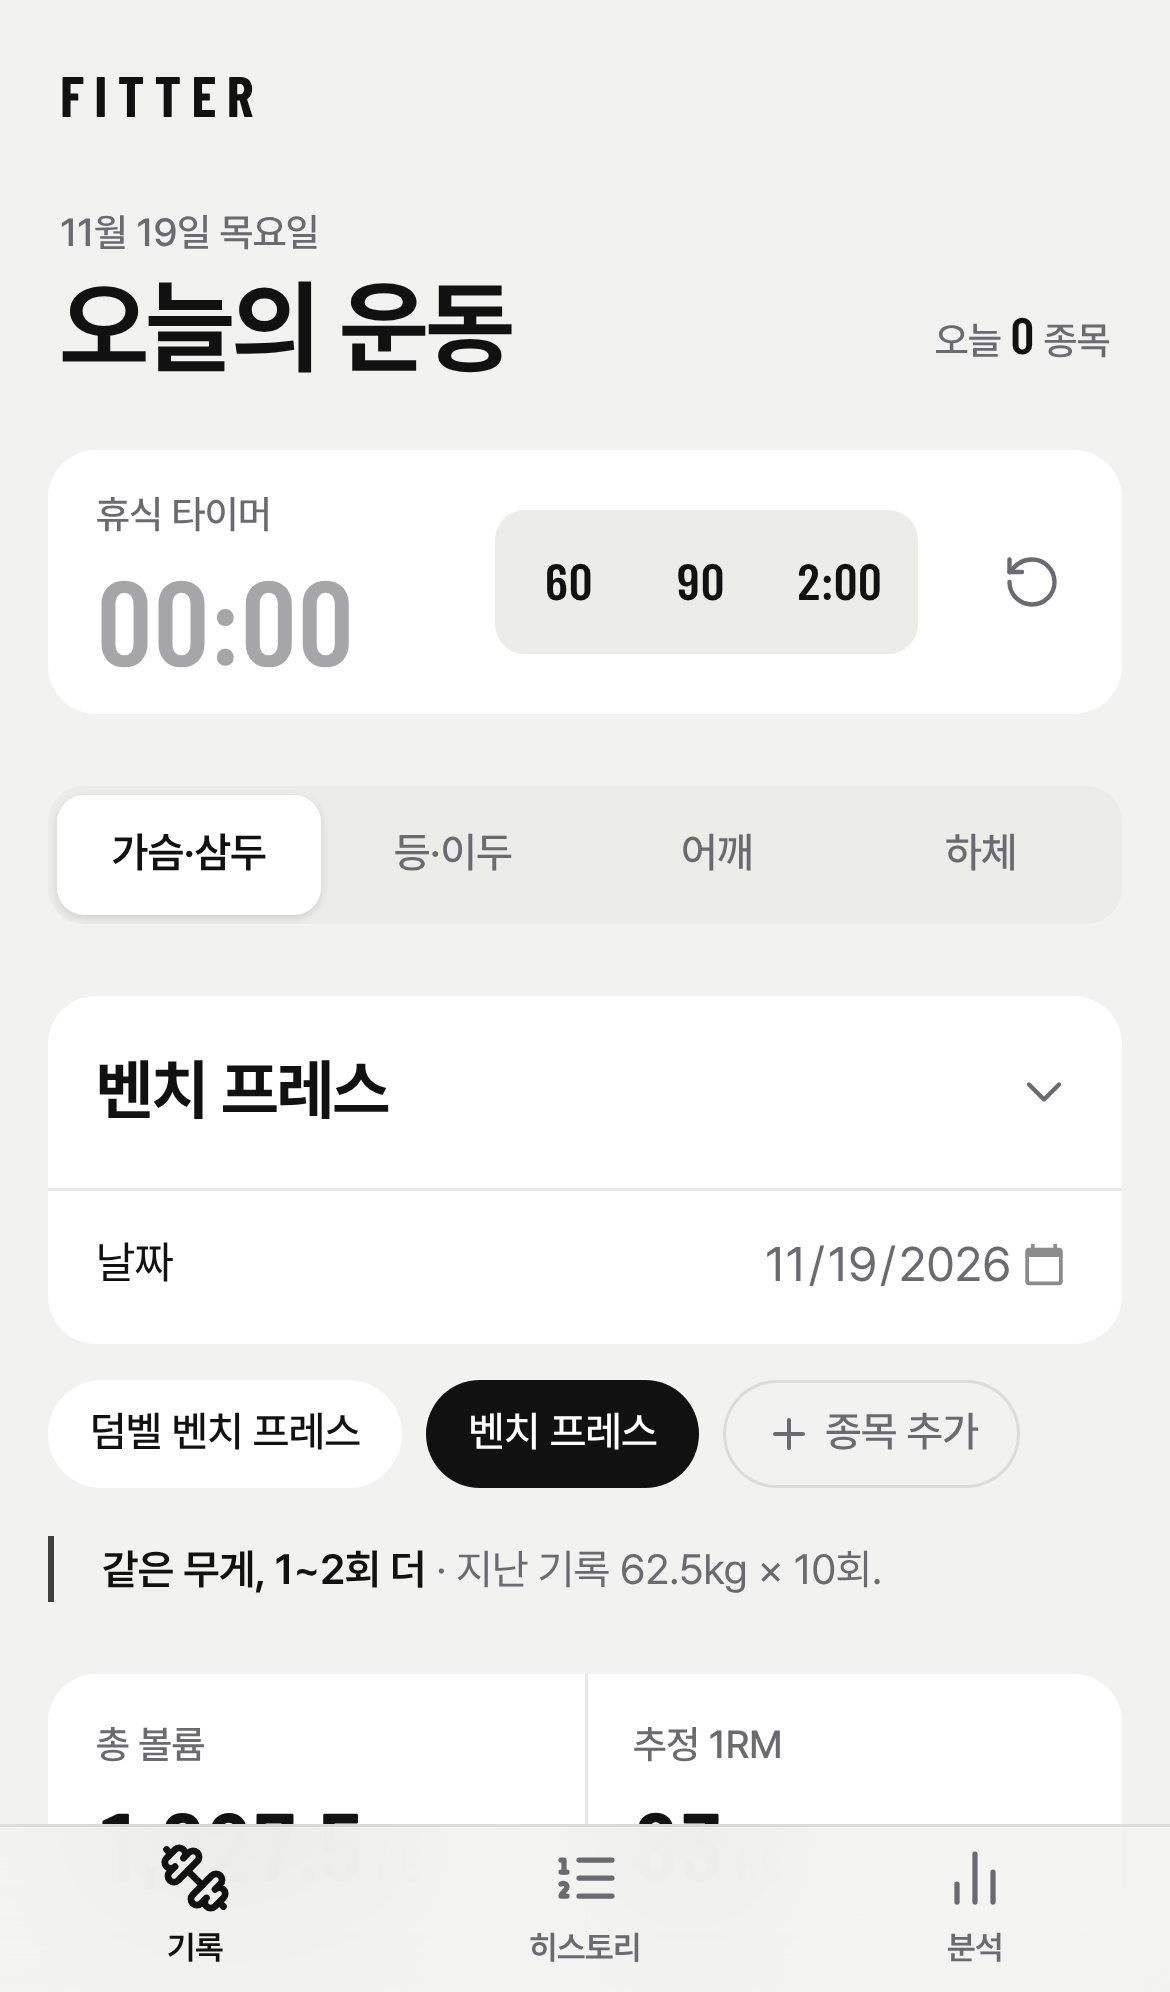 FITTER
11월 19일 목요일
오늘의 운동
오늘 0 종목
휴식 타이머
00:00
60 90 2:00
가슴·삼두 등·이두 어깨 하체
벤치 프레스
날짜 11/19/2026
덤벨 벤치 프레스 벤치 프레스 + 종목 추가
같은 무게, 1~2회 더 · 지난 기록 62.5kg × 10회.
총 볼륨 추정 1RM
기록 히스토리 분석